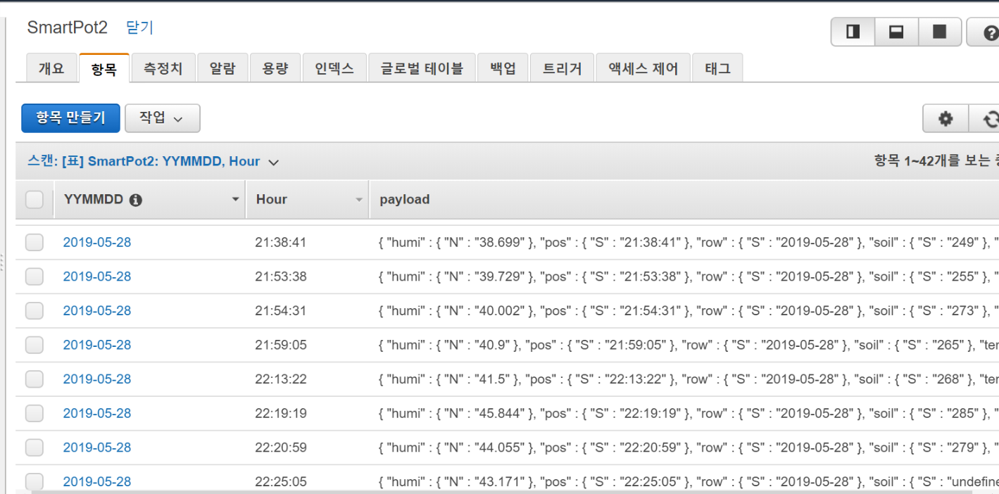 SmartPot2 닫기
개요 항목 측정치 알람 용량 인덱스 글로벌 테이블 백업 트리거 액세스 제어 태그
항목 만들기 작업
스캔: [표] SmartPot2: YYMMDD, Hour 항목 1~42개를 보는
YYMMDD Hour payload
2019-05-28 21:38:41 { "humi" : { "N" : "38.699" }, "pos" : { "S" : "21:38:41" }, "row" : { "S" : "2019-05-28" }, "soil" : { "S" : "249" }, "
2019-05-28 21:53:38 { "humi" : { "N" : "39.729" }, "pos" : { "S" : "21:53:38" }, "row" : { "S" : "2019-05-28" }, "soil" : { "S" : "255" }, "
2019-05-28 21:54:31 { "humi" : { "N" : "40.002" }, "pos" : { "S" : "21:54:31" }, "row" : { "S" : "2019-05-28" }, "soil" : { "S" : "273" }, "
2019-05-28 21:59:05 { "humi" : { "N" : "40.9" }, "pos" : { "S" : "21:59:05" }, "row" : { "S" : "2019-05-28" }, "soil" : { "S" : "265" }, "ter
2019-05-28 22:13:22 { "humi" : { "N" : "41.5" }, "pos" : { "S" : "22:13:22" }, "row" : { "S" : "2019-05-28" }, "soil" : { "S" : "268" }, "ter
2019-05-28 22:19:19 { "humi" : { "N" : "45.844" }, "pos" : { "S" : "22:19:19" }, "row" : { "S" : "2019-05-28" }, "soil" : { "S" : "285" }, "
2019-05-28 22:20:59 { "humi" : { "N" : "44.055" }, "pos" : { "S" : "22:20:59" }, "row" : { "S" : "2019-05-28" }, "soil" : { "S" : "279" }, "
2019-05-28 22:25:05 { "humi" : { "N" : "43.171" }, "pos" : { "S" : "22:25:05" }, "row" : { "S" : "2019-05-28" }, "soil" : { "S" : "undefine